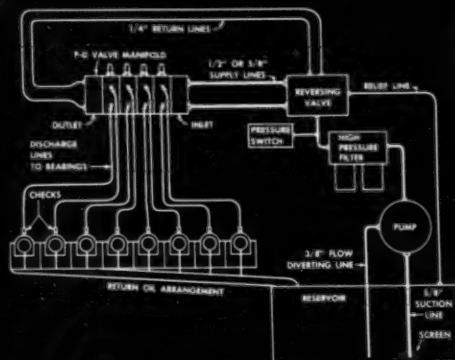 1/4" RETURN LINES
P-D VALVE MANIFOLD
1/2" OR 5/8"
SUPPLY LINES
REVERSING
VALVE
RELIEF LINE
OUTLET
INLET
PRESSURE
SWITCH
HIGH
PRESSURE
FILTER
DISCHARGE
LINES
TO BEARINGS
CHECKS
PUMP
3/8" FLOW
DIVERTING LINE
RETURN OIL ARRANGEMENT
RESERVOIR
5/8"
SUCTION
LINE
SCREEN